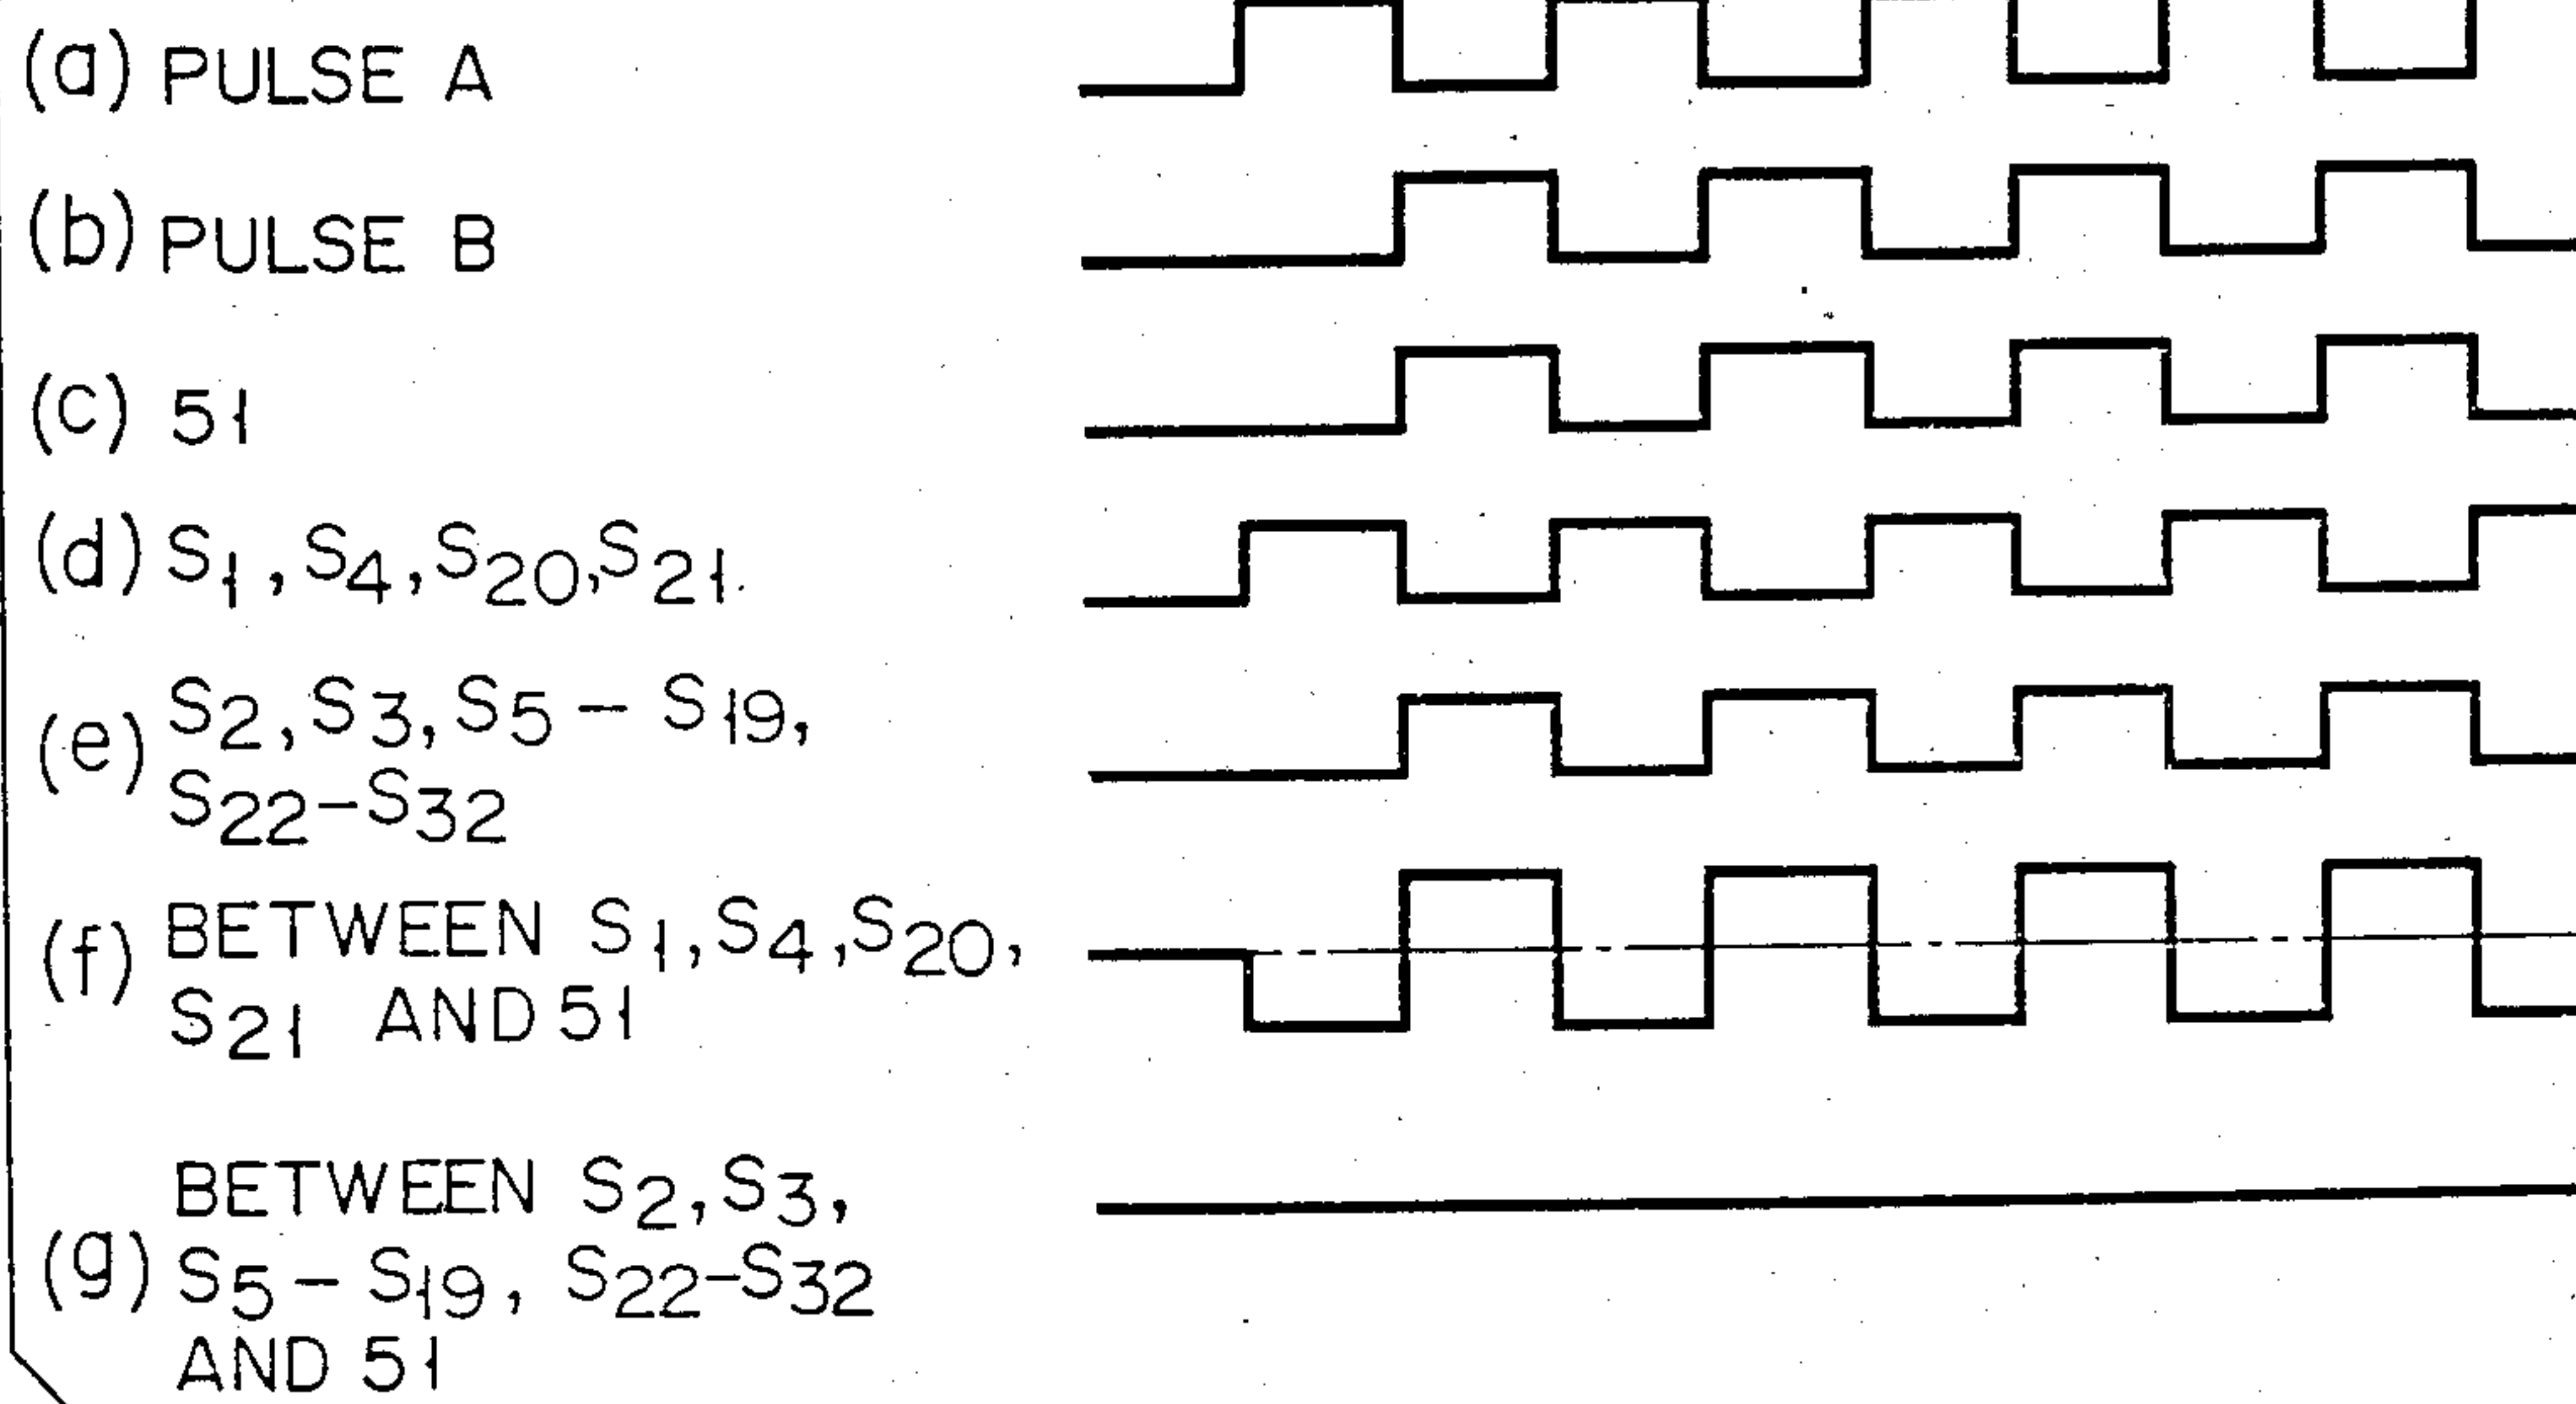 (a) PULSE A
(b) PULSE B
(c) 51
(d) S1, S4, S20, S21
(e) S2, S3, S5 – S19,
S22–S32
(f) BETWEEN S1, S4, S20,
S21 AND 51
(g) BETWEEN S2, S3,
S5 – S19, S22–S32
AND 51